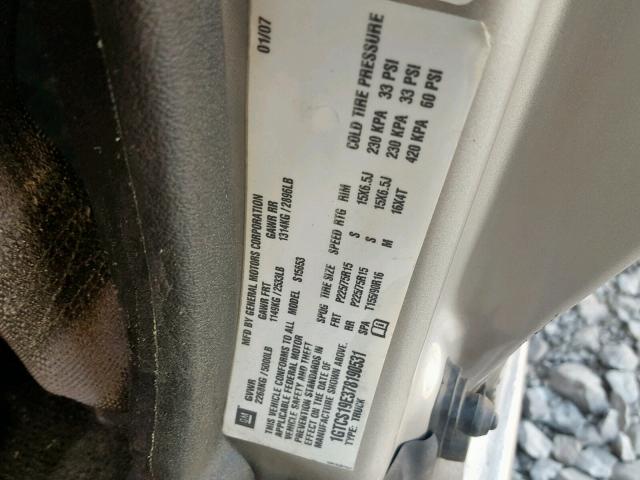 MFD BY GENERAL MOTORS CORPORATION 01/07
GVWR GAWR FRT GAWR RR
2268KG/5000LB 1149KG/2533LB 1314KG/2896LB
THIS VEHICLE CONFORMS TO ALL MODEL S15653
APPLICABLE FEDERAL MOTOR
VEHICLE SAFETY AND THEFT
PREVENTION STANDARDS IN
EFFECT ON THE DATE OF
MANUFACTURE SHOWN ABOVE.
1GTCS19E378190531
TYPE: TRUCK
COLD TIRE PRESSURE
SPDG TIRE SIZE SPEED RTG RIM
FRT P225/75R15 S 15X6.5J 230 KPA 33 PSI
RR P225/75R15 S 15X6.5J 230 KPA 33 PSI
SPA T155/90R16 M 16X4T 420 KPA 60 PSI
GM